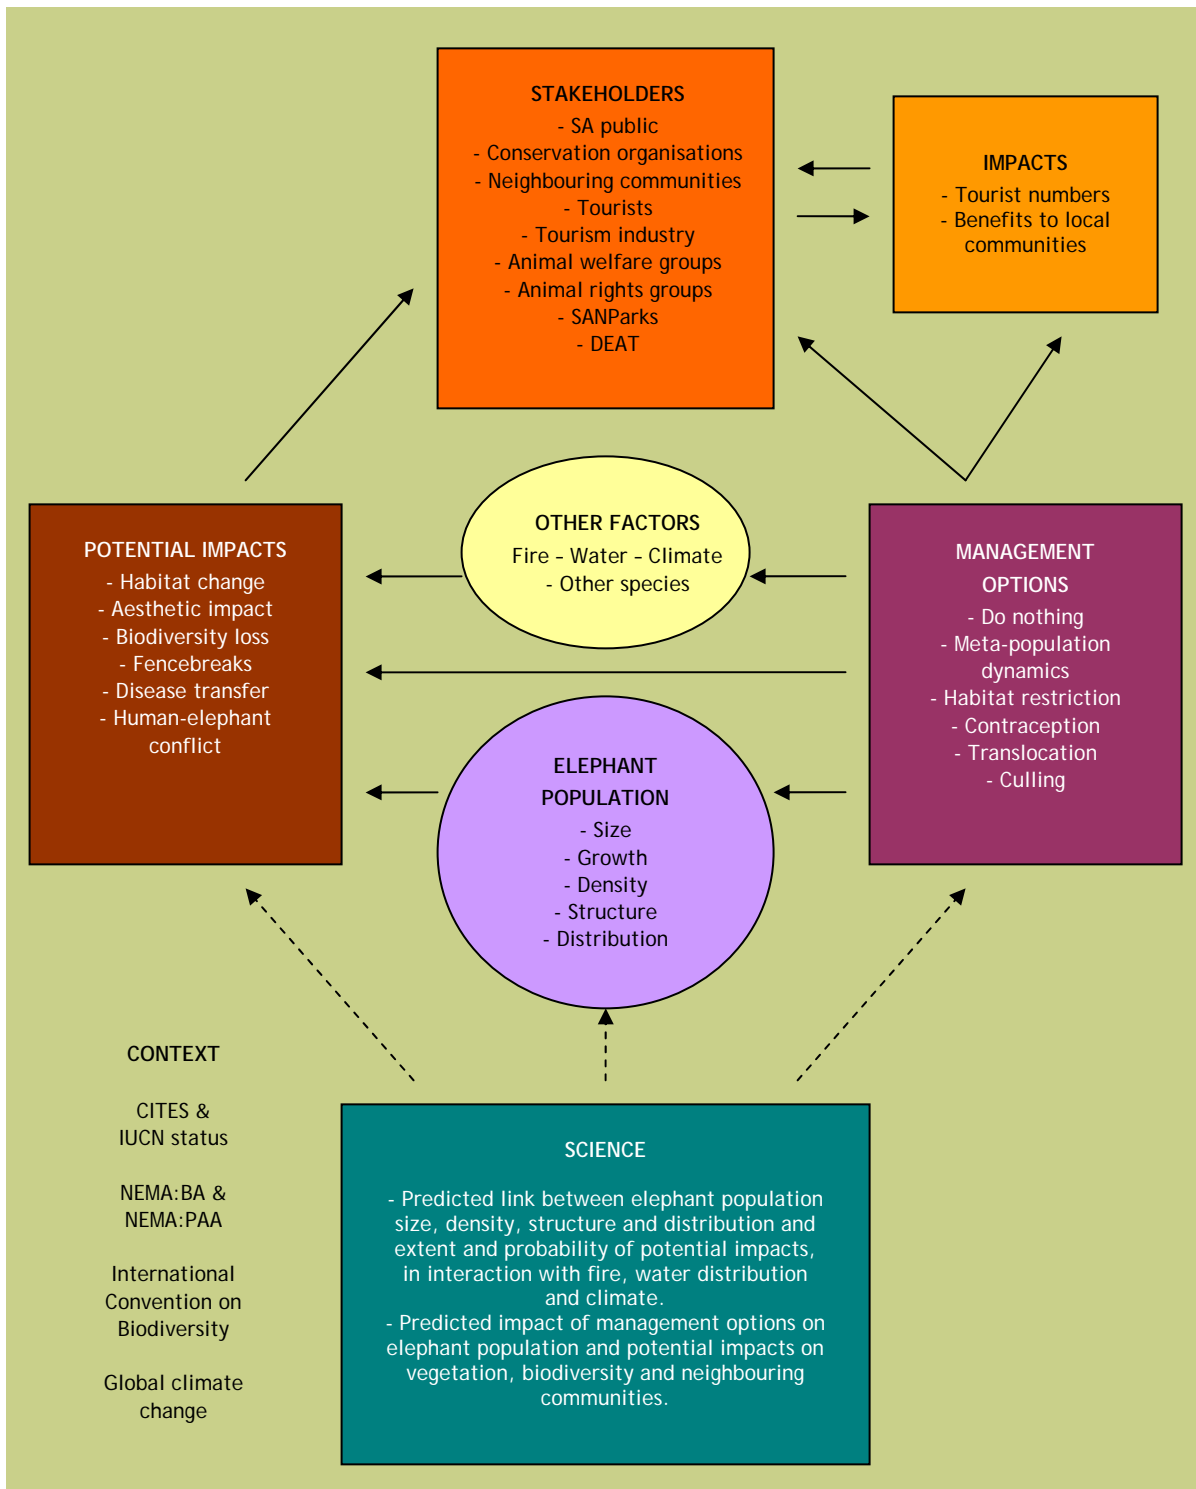 STAKEHOLDERS
- SA public
- Conservation organisations
- Neighbouring communities
- Tourists
- Tourism industry
- Animal welfare groups
- Animal rights groups
- SANParks
- DEAT
IMPACTS
- Tourist numbers
- Benefits to local
communities
POTENTIAL IMPACTS
- Habitat change
- Aesthetic impact
- Biodiversity loss
- Fencebreaks
- Disease transfer
- Human-elephant
conflict
OTHER FACTORS
Fire – Water – Climate
- Other species
MANAGEMENT
OPTIONS
- Do nothing
- Meta-population
dynamics
- Habitat restriction
- Contraception
- Translocation
- Culling
ELEPHANT
POPULATION
- Size
- Growth
- Density
- Structure
- Distribution
CONTEXT
CITES &
IUCN status
NEMA:BA &
NEMA:PAA
International
Convention on
Biodiversity
Global climate
change
SCIENCE
- Predicted link between elephant population
size, density, structure and distribution and
extent and probability of potential impacts,
in interaction with fire, water distribution
and climate.
- Predicted impact of management options on
elephant population and potential impacts on
vegetation, biodiversity and neighbouring
communities.